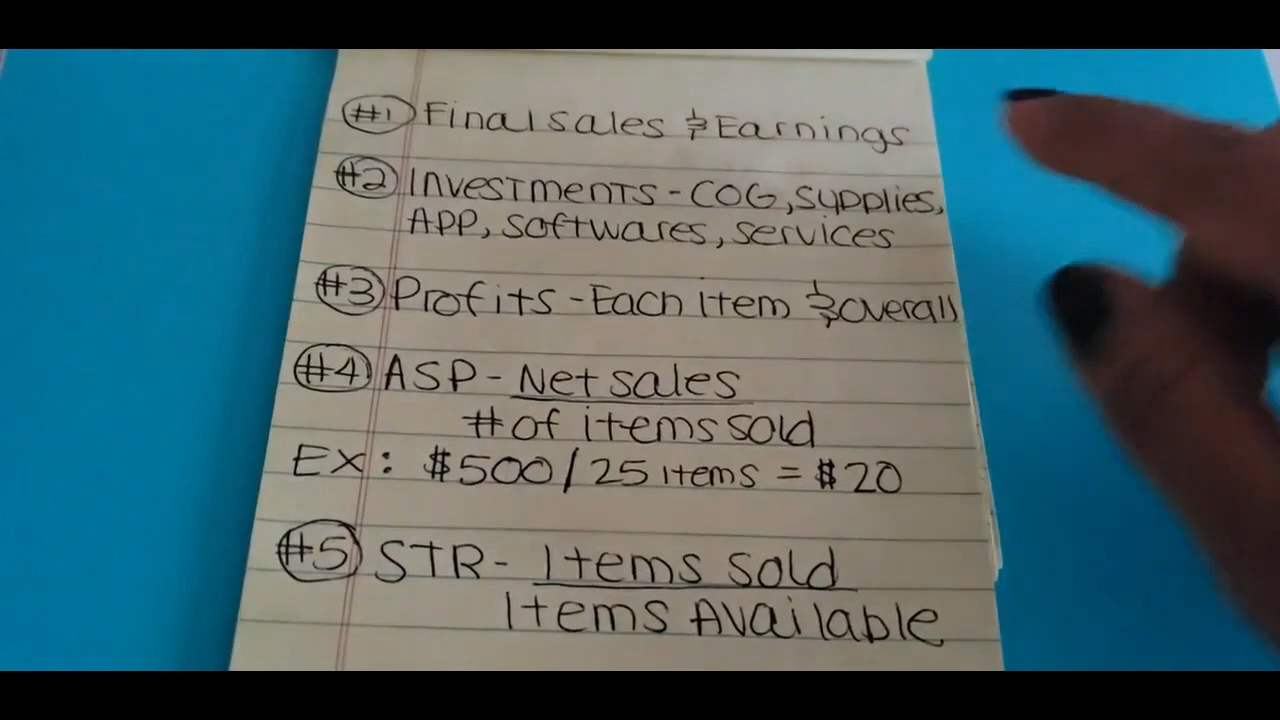 #1 Final sales & Earnings
#2 Investments - COG, supplies,
APP, softwares, services
#3 Profits - Each item & overall
#4 ASP - Net sales
# of items sold
EX: $500 / 25 items = $20
#5 STR - Items sold
Items Available